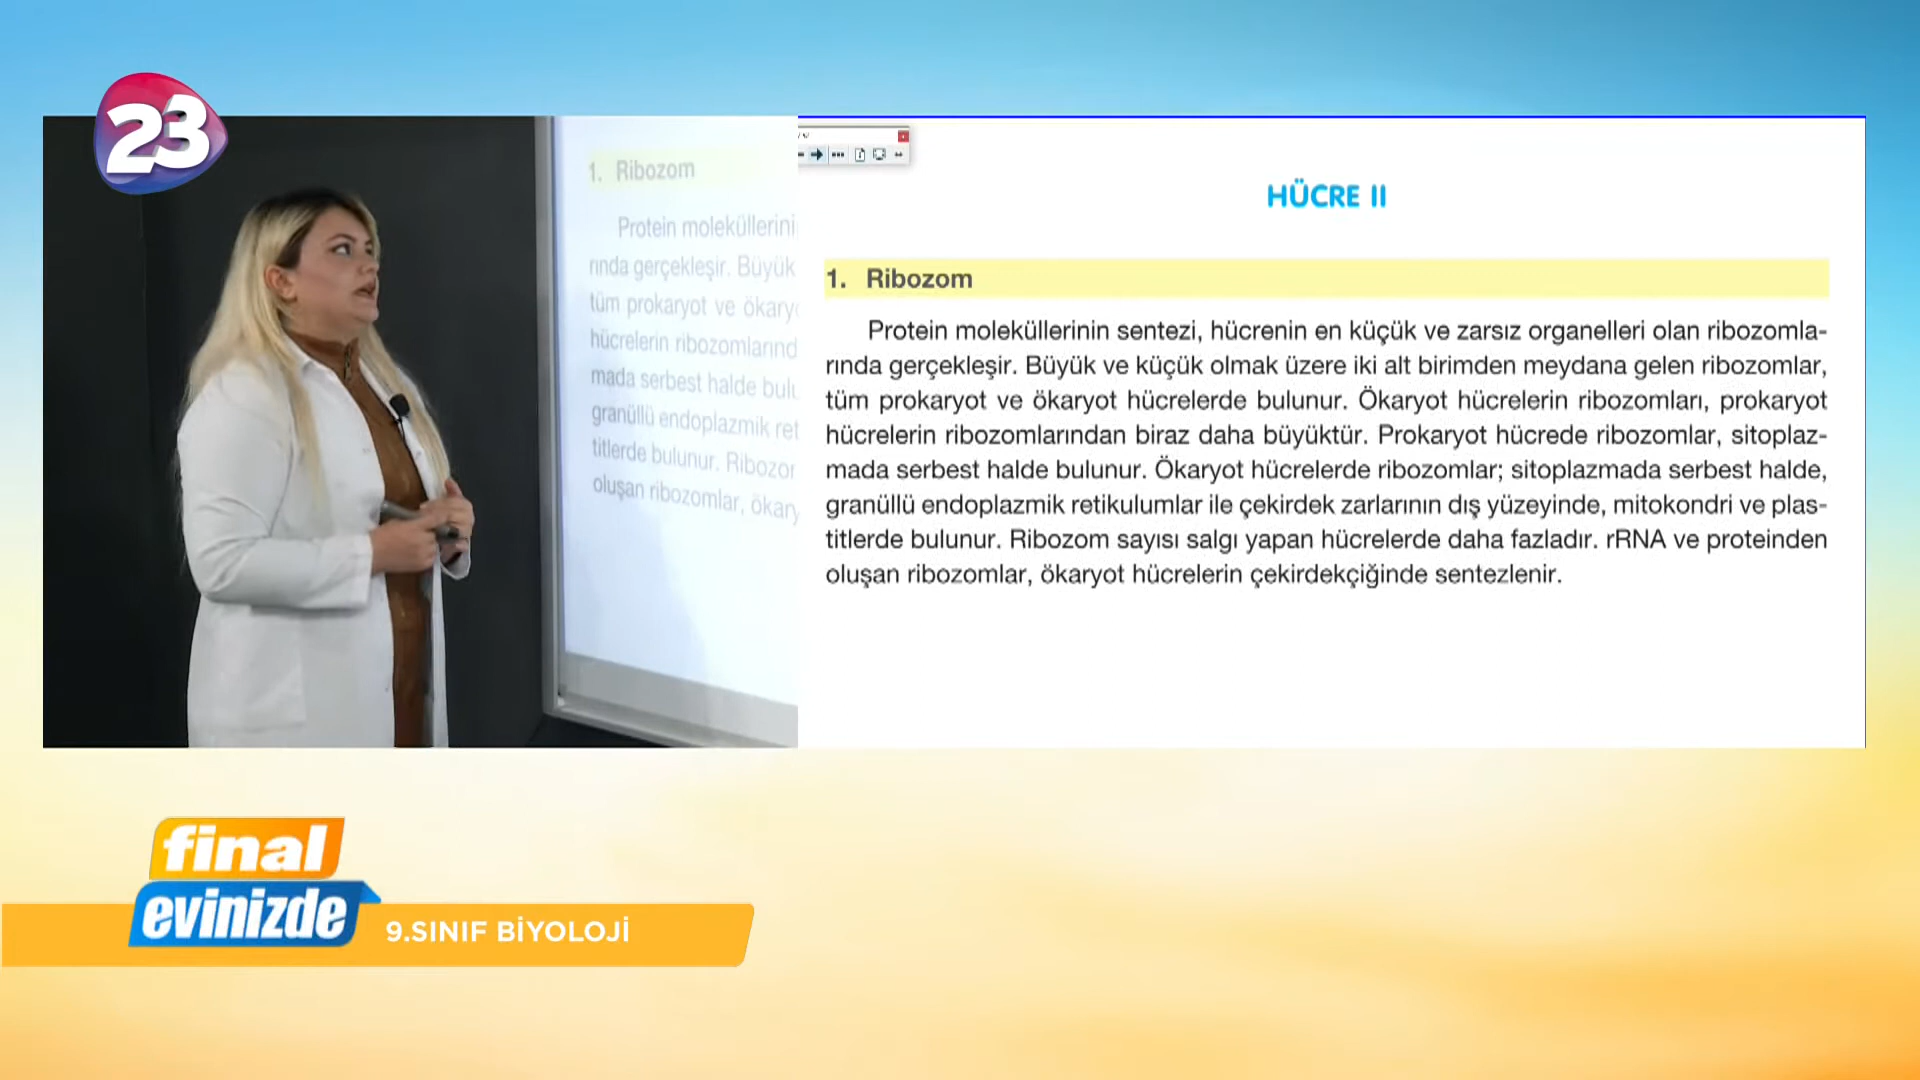 23
1. Ribozom
Protein moleküllerini
rında gerçekleşir. Büyük
tüm prokaryot ve ökaryo
hücrelerin ribozomlarınd
mada serbest halde bulu
granüllü endoplazmik ret
titlerde bulunur. Ribozor
oluşan ribozomlar, ökary
HÜCRE II
1. Ribozom
Protein moleküllerinin sentezi, hücrenin en küçük ve zarsız organelleri olan ribozomla-
rında gerçekleşir. Büyük ve küçük olmak üzere iki alt birimden meydana gelen ribozomlar,
tüm prokaryot ve ökaryot hücrelerde bulunur. Ökaryot hücrelerin ribozomları, prokaryot
hücrelerin ribozomlarından biraz daha büyüktür. Prokaryot hücrede ribozomlar, sitoplaz-
mada serbest halde bulunur. Ökaryot hücrelerde ribozomlar; sitoplazmada serbest halde,
granüllü endoplazmik retikulumlar ile çekirdek zarlarının dış yüzeyinde, mitokondri ve plas-
titlerde bulunur. Ribozom sayısı salgı yapan hücrelerde daha fazladır. rRNA ve proteinden
oluşan ribozomlar, ökaryot hücrelerin çekirdekçiğinde sentezlenir.
final
evinizde
9.SINIF BİYOLOJİ